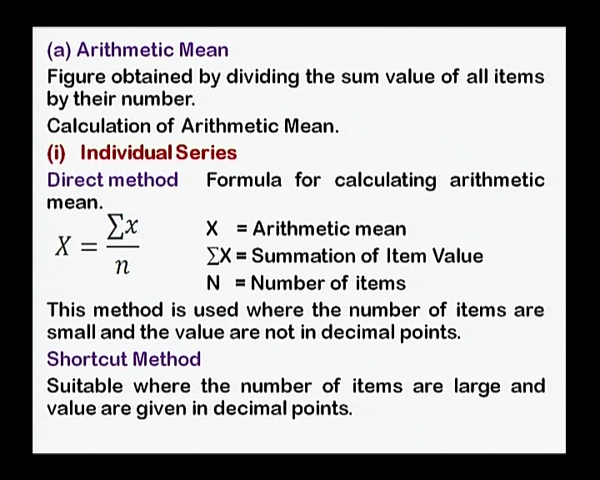 (a) Arithmetic Mean
Figure obtained by dividing the sum value of all items
by their number.
Calculation of Arithmetic Mean.
(i) Individual Series
Direct method Formula for calculating arithmetic
mean.
X = ∑x / n
X = Arithmetic mean
∑X = Summation of Item Value
N = Number of items
This method is used where the number of items are
small and the value are not in decimal points.
Shortcut Method
Suitable where the number of items are large and
value are given in decimal points.